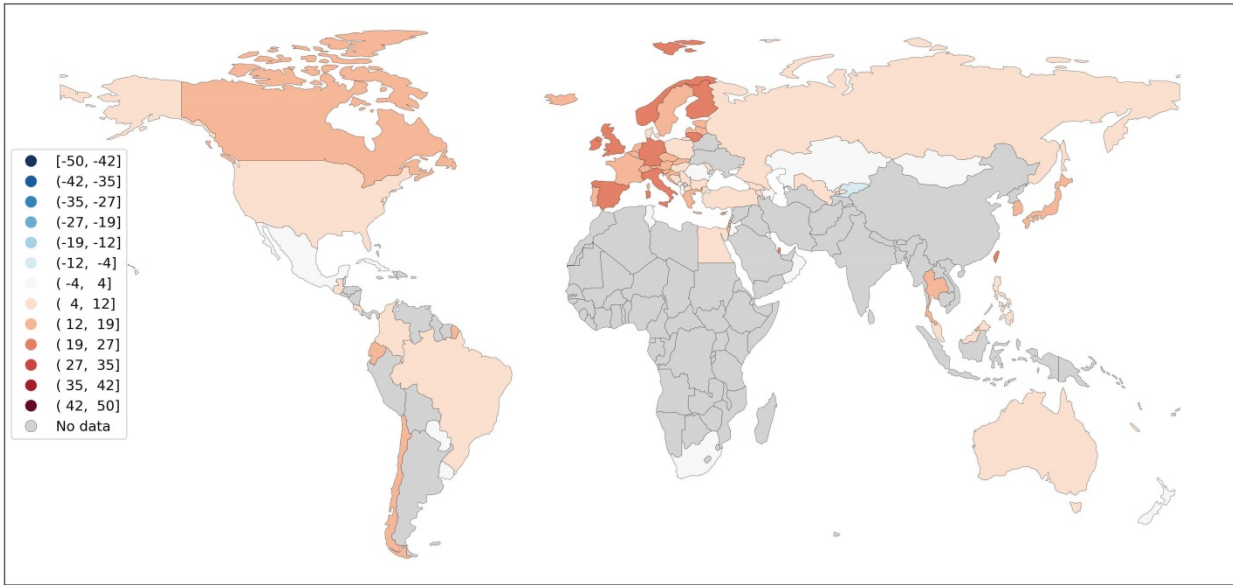 [-50, -42]
(-42, -35]
(-35, -27]
(-27, -19]
(-19, -12]
(-12, -4]
( -4, 4]
( 4, 12]
( 12, 19]
( 19, 27]
( 27, 35]
( 35, 42]
( 42, 50]
No data